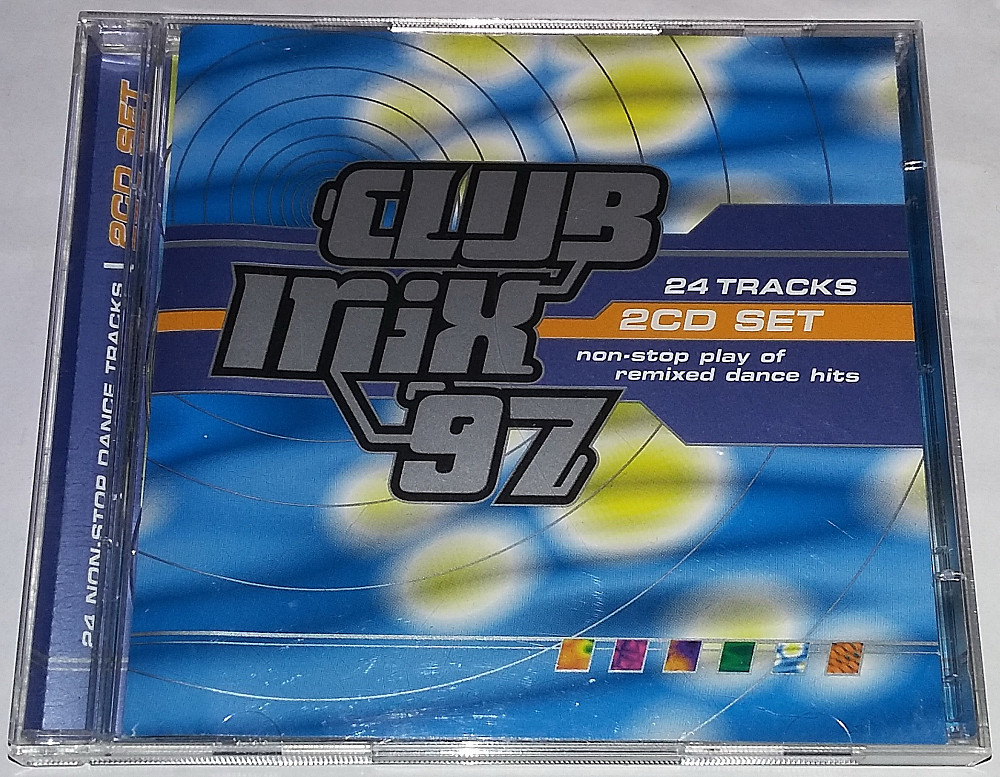 24 NON-STOP DANCE TRACKS | 2CD SET
CLUB
MIX
'97
24 TRACKS
2CD SET
non-stop play of
remixed dance hits